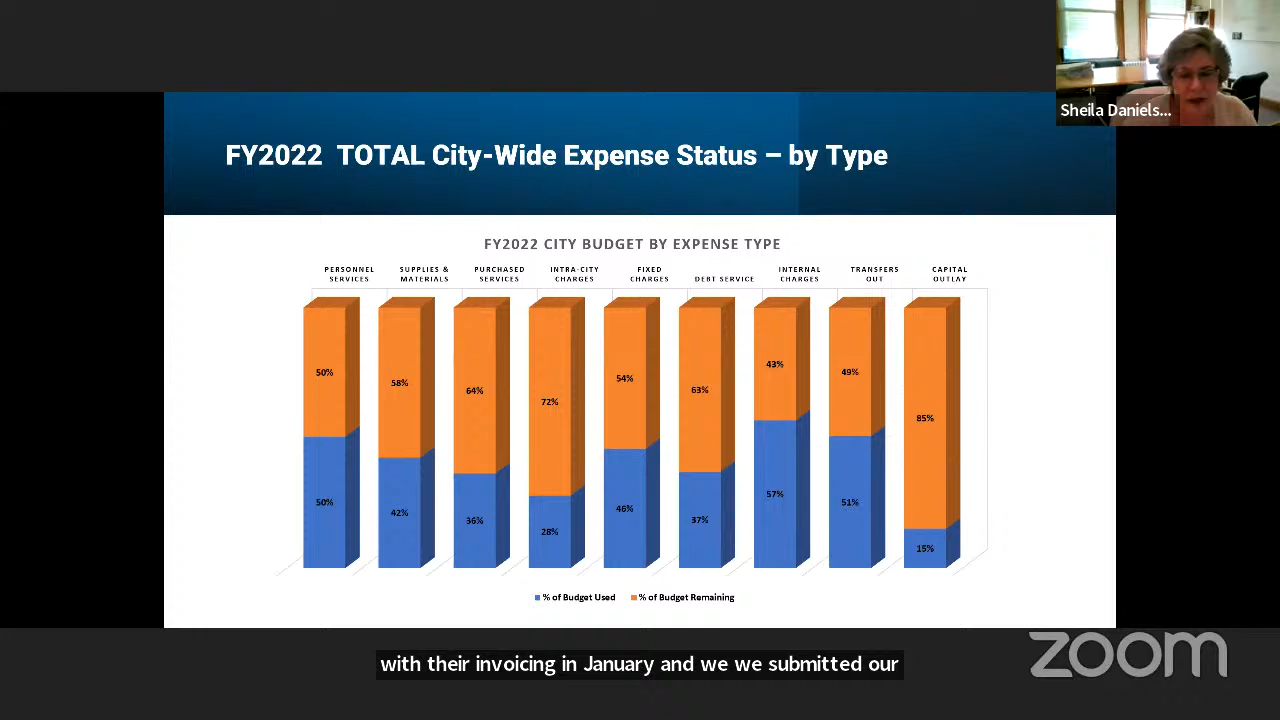 Sheila Daniels...
FY2022 TOTAL City-Wide Expense Status – by Type
FY2022 CITY BUDGET BY EXPENSE TYPE
PERSONNEL SERVICES
SUPPLIES & MATERIALS
PURCHASED SERVICES
INTRA-CITY CHARGES
FIXED CHARGES
DEBT SERVICE
INTERNAL CHARGES
TRANSFERS OUT
CAPITAL OUTLAY
50%
58%
64%
72%
54%
63%
43%
49%
85%
50%
42%
36%
28%
46%
37%
57%
51%
15%
% of Budget Used
% of Budget Remaining
with their invoicing in January and we we submitted our
zoom